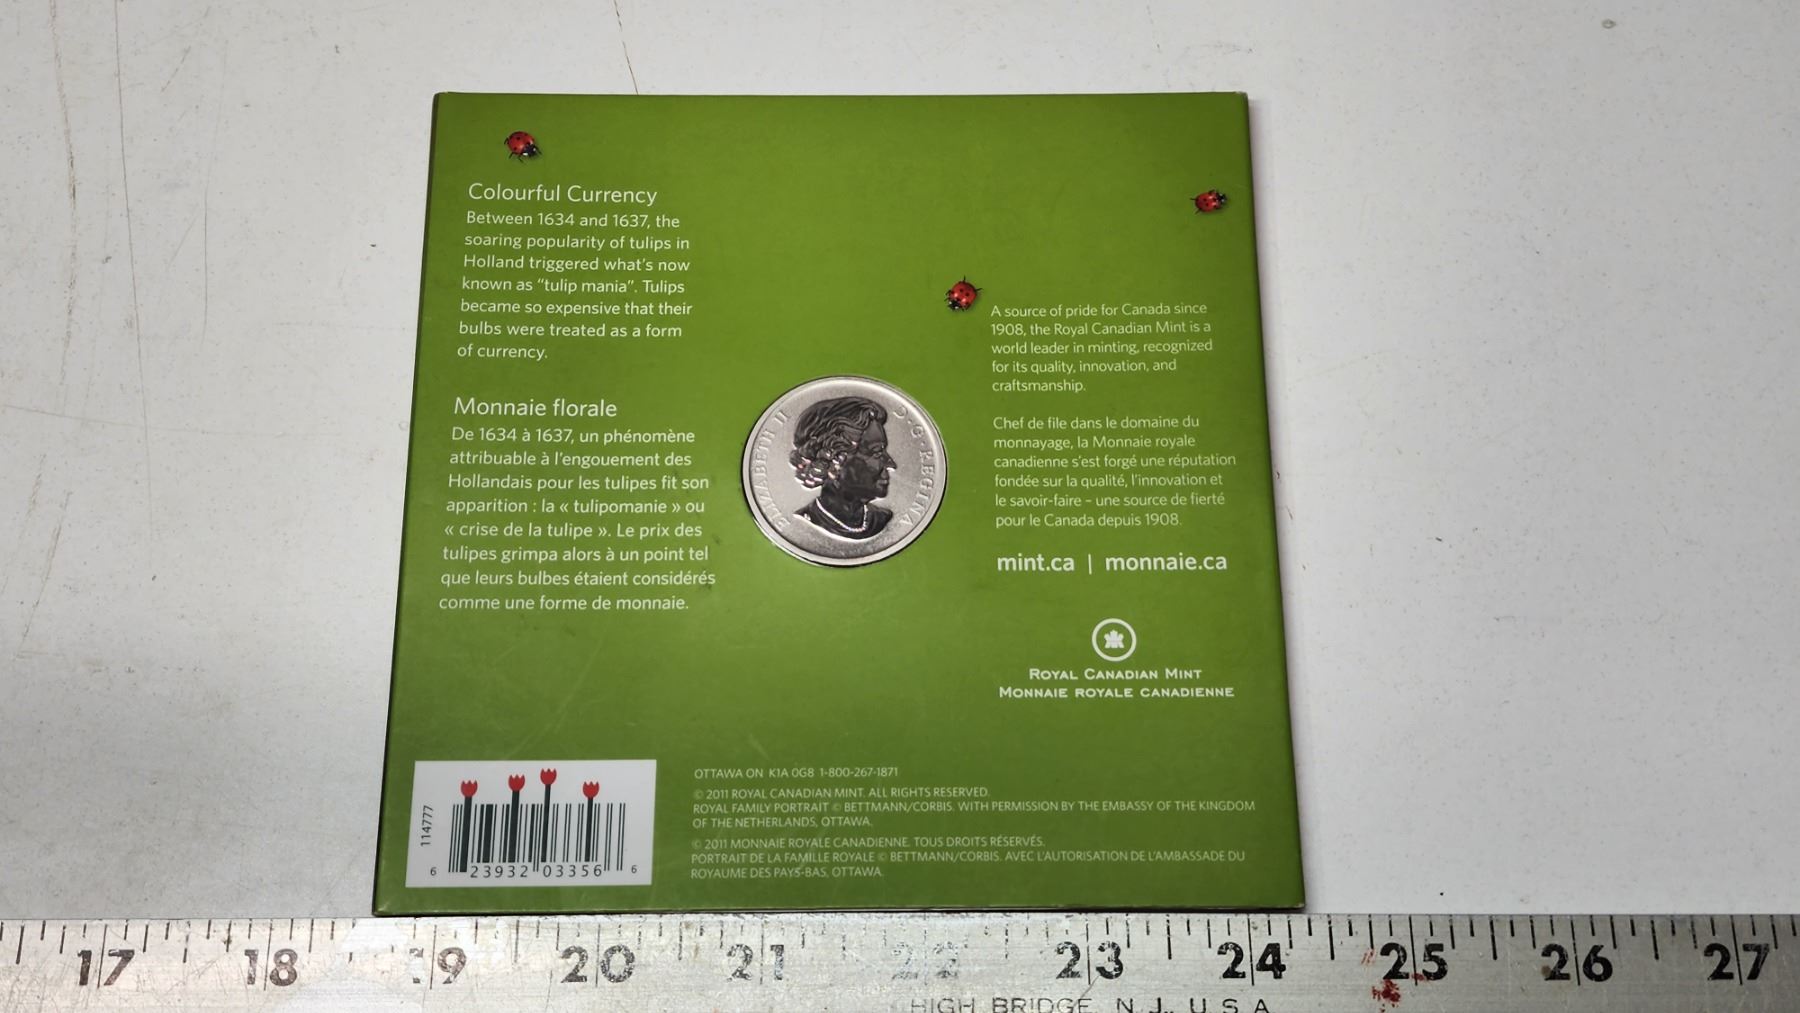 Colourful Currency
Between 1634 and 1637, the
soaring popularity of tulips in
Holland triggered what's now
known as "tulip mania". Tulips
became so expensive that their
bulbs were treated as a form
of currency.
Monnaie florale
De 1634 à 1637, un phénomène
attribuable à l'engouement des
Hollandais pour les tulipes fit son
apparition : la « tulipomanie » ou
« crise de la tulipe ». Le prix des
tulipes grimpa alors à un point tel
que leurs bulbes étaient considérés
comme une forme de monnaie.
ELIZABETH II D·G·REGINA
A source of pride for Canada since
1908, the Royal Canadian Mint is a
world leader in minting, recognized
for its quality, innovation, and
craftsmanship.
Chef de file dans le domaine du
monnayage, la Monnaie royale
canadienne s'est forgé une réputation
fondée sur la qualité, l'innovation et
le savoir-faire – une source de fierté
pour le Canada depuis 1908.
mint.ca | monnaie.ca
ROYAL CANADIAN MINT
MONNAIE ROYALE CANADIENNE
114777
6 23932 03356 6
OTTAWA ON K1A 0G8 1-800-267-1871
© 2011 ROYAL CANADIAN MINT. ALL RIGHTS RESERVED.
ROYAL FAMILY PORTRAIT © BETTMANN/CORBIS. WITH PERMISSION BY THE EMBASSY OF THE KINGDOM
OF THE NETHERLANDS, OTTAWA.
© 2011 MONNAIE ROYALE CANADIENNE. TOUS DROITS RÉSERVÉS.
PORTRAIT DE LA FAMILLE ROYALE © BETTMANN/CORBIS. AVEC L'AUTORISATION DE L'AMBASSADE DU
ROYAUME DES PAYS-BAS, OTTAWA.
17 18 19 20 21 22 23 24 25 26 27
HIGH BRIDGE, N.J., U S A